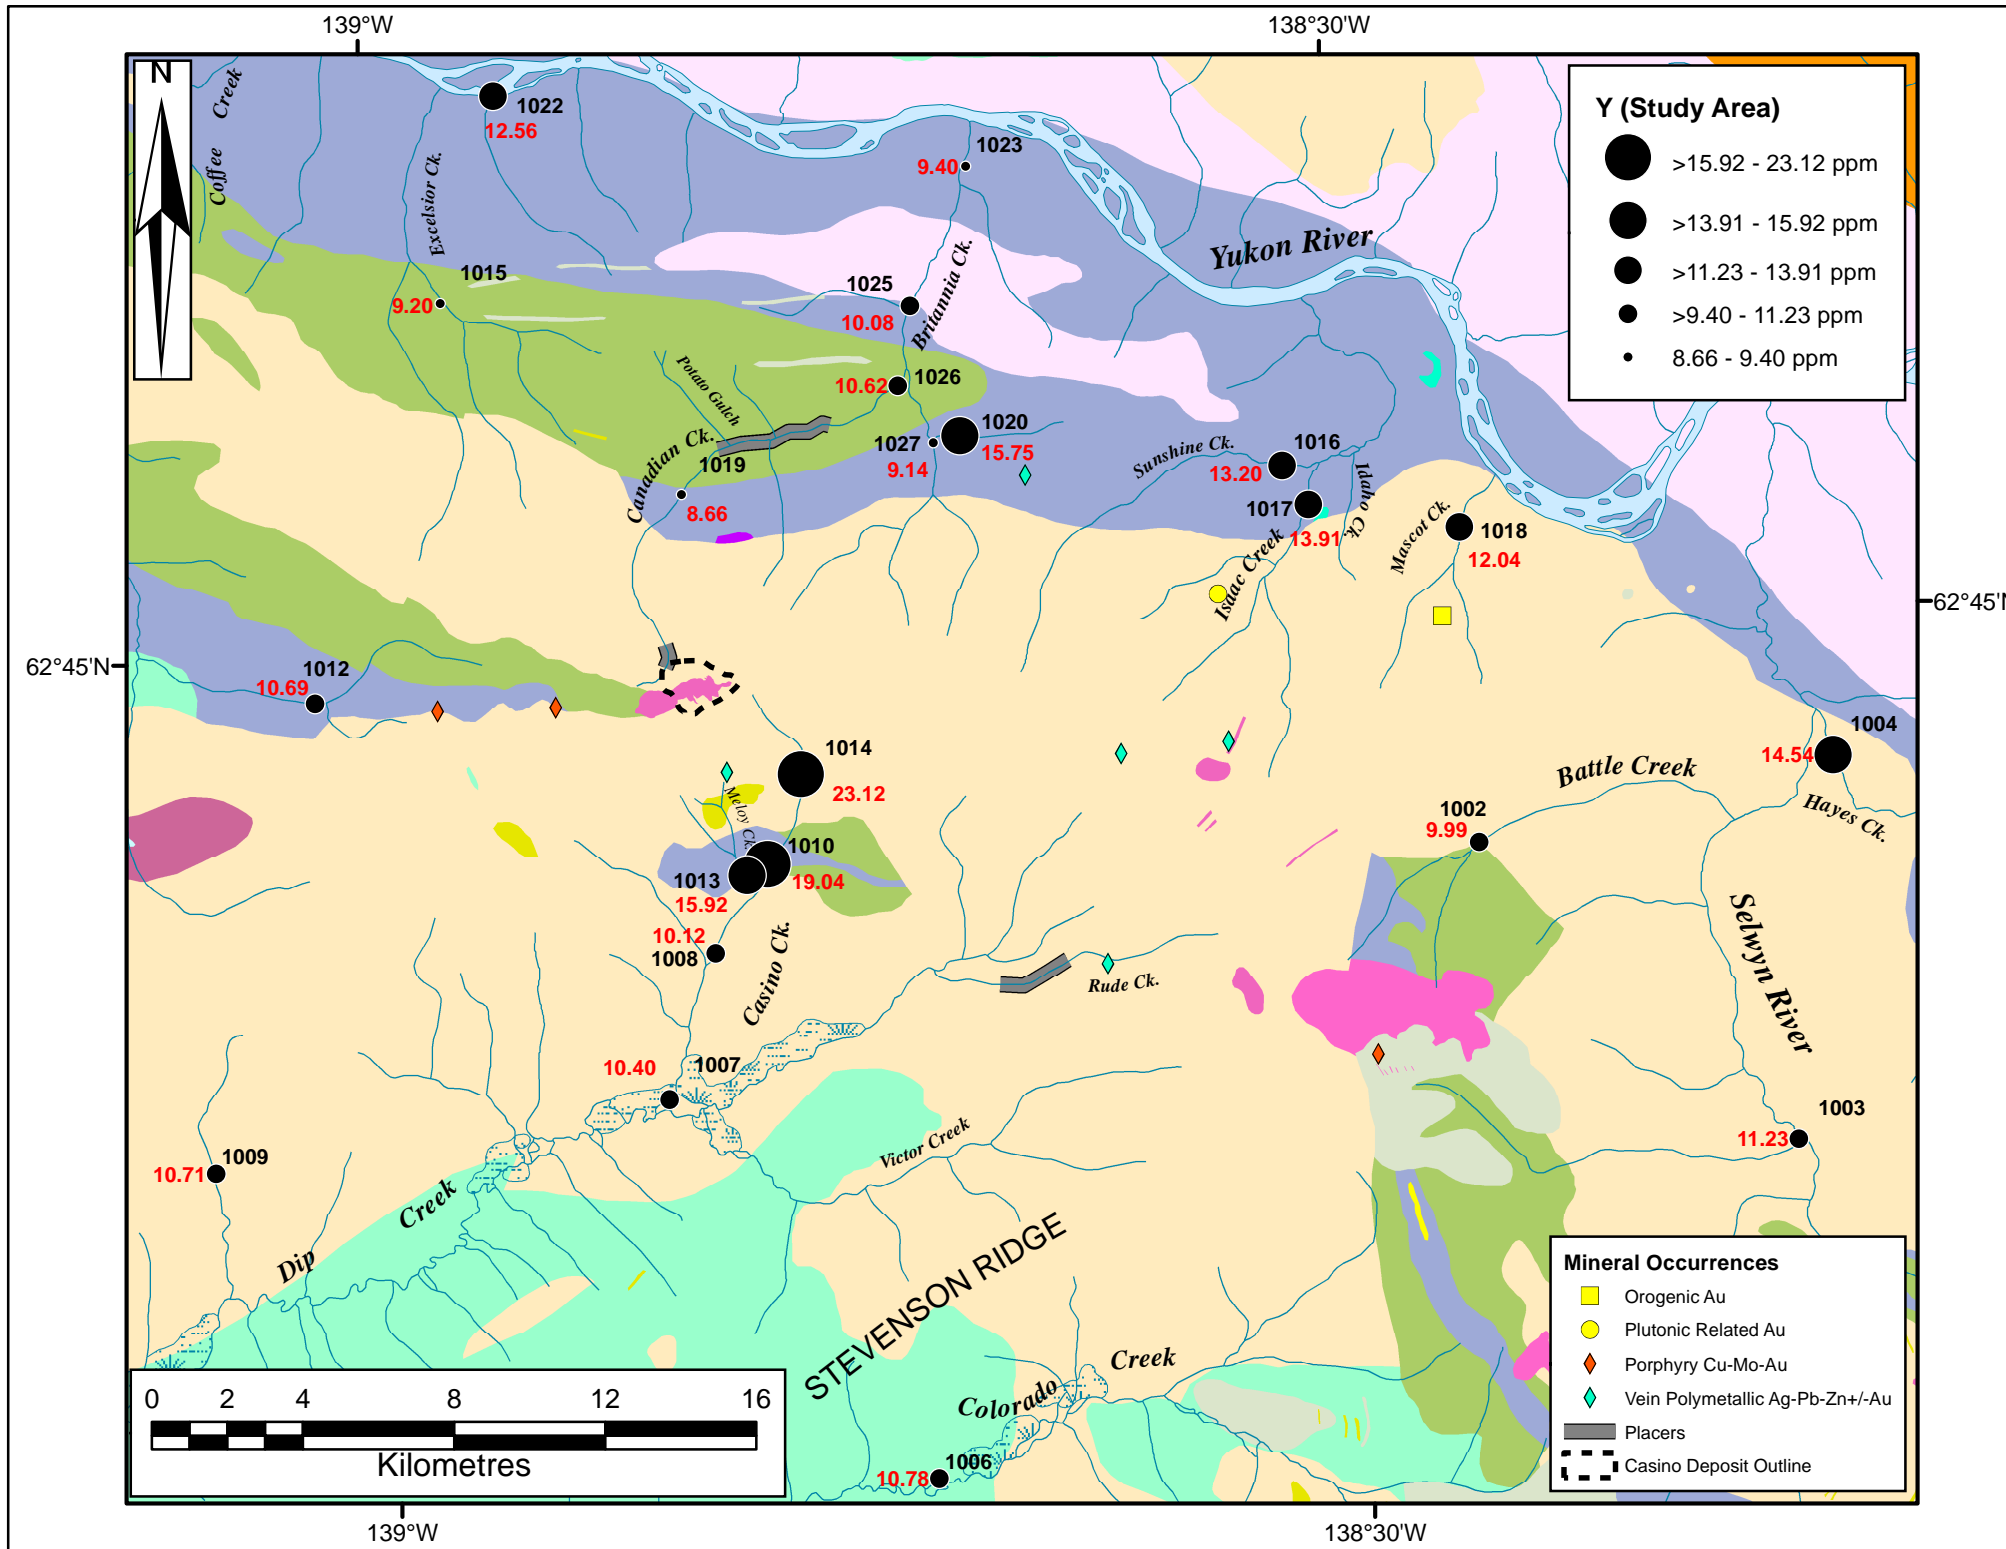 139°W
138°30'W
N
Coffee Creek
1022
12.56
Excelsior Ck.
1023
9.40
Y (Study Area)
>15.92 - 23.12 ppm
>13.91 - 15.92 ppm
>11.23 - 13.91 ppm
>9.40 - 11.23 ppm
8.66 - 9.40 ppm
Yukon River
1015
9.20
1025
10.08
Britannia Ck.
Potato Gulch
10.62
1026
Canadian Ck.
1019
8.66
1027
9.14
1020
15.75
Sunshine Ck.
1016
13.20
1017
13.91
Idaho Ck.
Isaac Creek
Mascot Ck.
1018
12.04
62°45'N
62°45'N
1012
10.69
1014
23.12
Meloy Ck.
1010
19.04
1013
15.92
10.12
1008
Casino Ck.
1004
14.54
Battle Creek
Hayes Ck.
1002
9.99
Selwyn River
Rude Ck.
10.40
1007
1003
11.23
1009
10.71
Victor Creek
Dip Creek
STEVENSON RIDGE
Colorado Creek
1006
10.78
0 2 4 8 12 16
Kilometres
Mineral Occurrences
Orogenic Au
Plutonic Related Au
Porphyry Cu-Mo-Au
Vein Polymetallic Ag-Pb-Zn+/-Au
Placers
Casino Deposit Outline
139°W
138°30'W